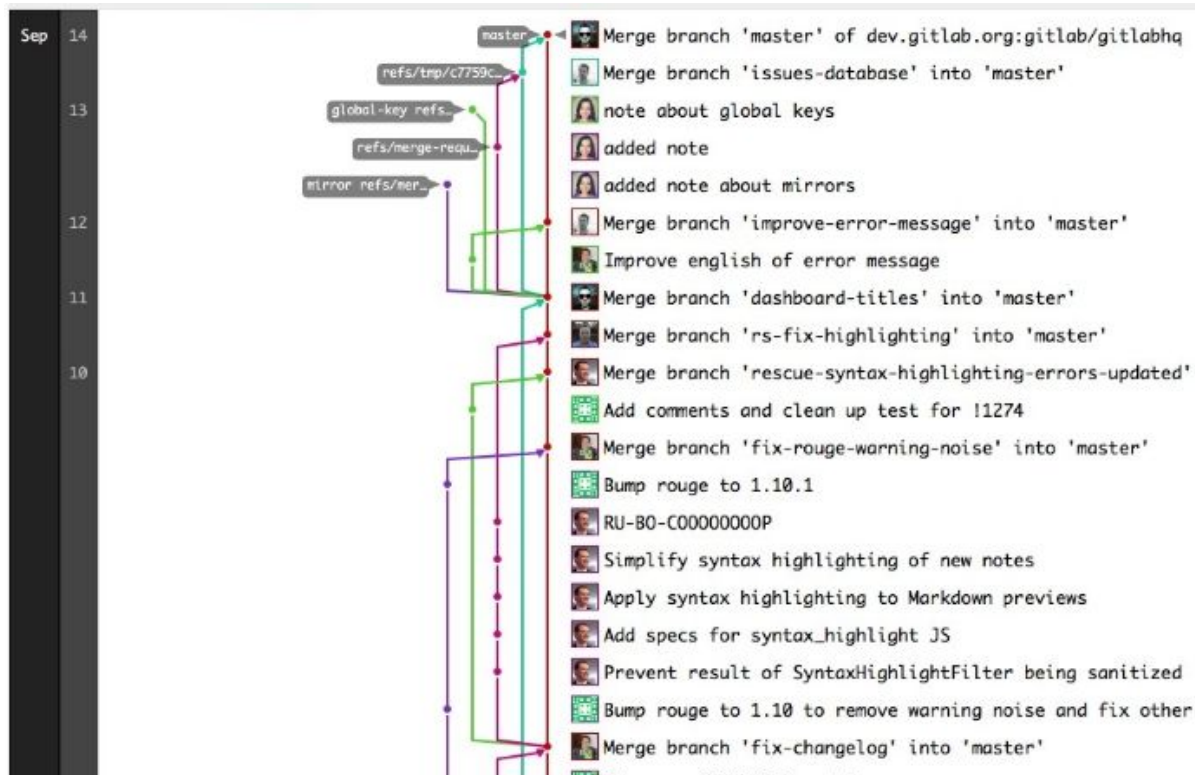 Sep 14 master Merge branch 'master' of dev.gitlab.org:gitlab/gitlabhq
refs/tmp/c7759c… Merge branch 'issues-database' into 'master'
13 global-key refs… note about global keys
refs/merge-requ… added note
mirror refs/mer… added note about mirrors
12 Merge branch 'improve-error-message' into 'master'
Improve english of error message
11 Merge branch 'dashboard-titles' into 'master'
Merge branch 'rs-fix-highlighting' into 'master'
10 Merge branch 'rescue-syntax-highlighting-errors-updated'
Add comments and clean up test for !1274
Merge branch 'fix-rouge-warning-noise' into 'master'
Bump rouge to 1.10.1
RU-BO-COOOOOOOOP
Simplify syntax highlighting of new notes
Apply syntax highlighting to Markdown previews
Add specs for syntax_highlight JS
Prevent result of SyntaxHighlightFilter being sanitized
Bump rouge to 1.10 to remove warning noise and fix other
Merge branch 'fix-changelog' into 'master'